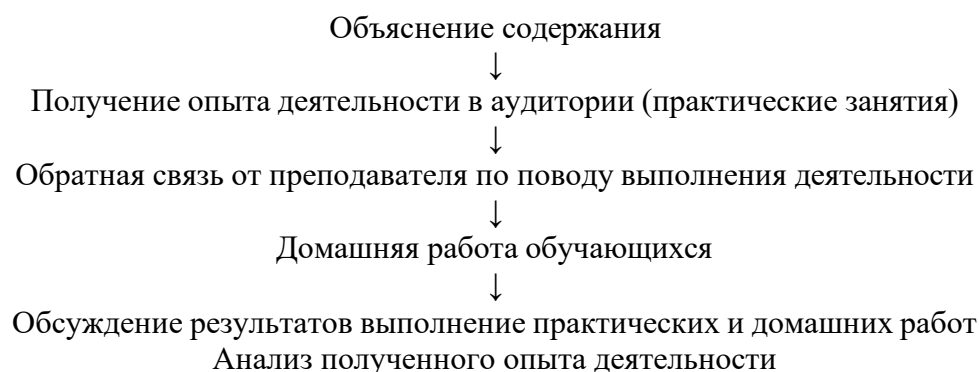 Объяснение содержания
↓
Получение опыта деятельности в аудитории (практические занятия)
↓
Обратная связь от преподавателя по поводу выполнения деятельности
↓
Домашняя работа обучающихся
↓
Обсуждение результатов выполнение практических и домашних работ
Анализ полученного опыта деятельности